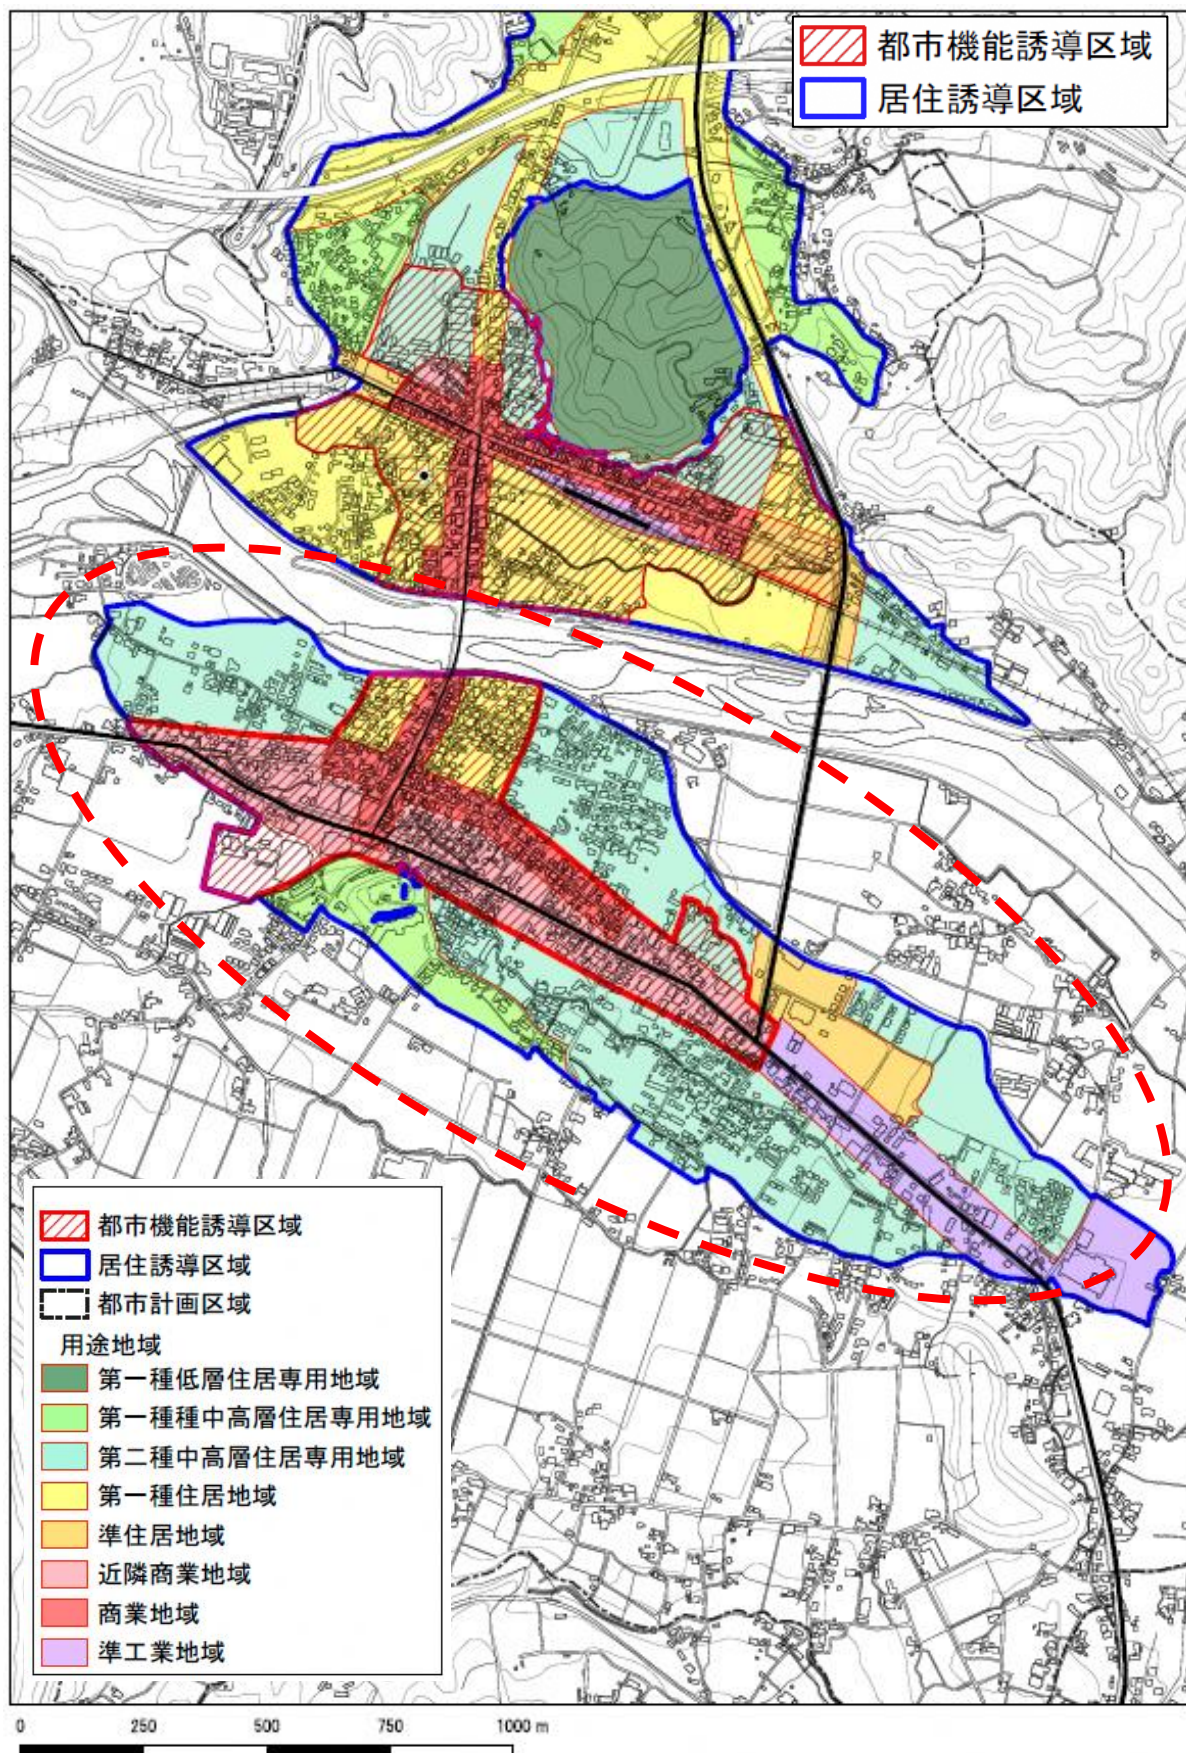 都市機能誘導区域
居住誘導区域
都市機能誘導区域
居住誘導区域
都市計画区域
用途地域
第一種低層住居専用地域
第一種種中高層住居専用地域
第二種中高層住居専用地域
第一種住居地域
準住居地域
近隣商業地域
商業地域
準工業地域
0 250 500 750 1000 m